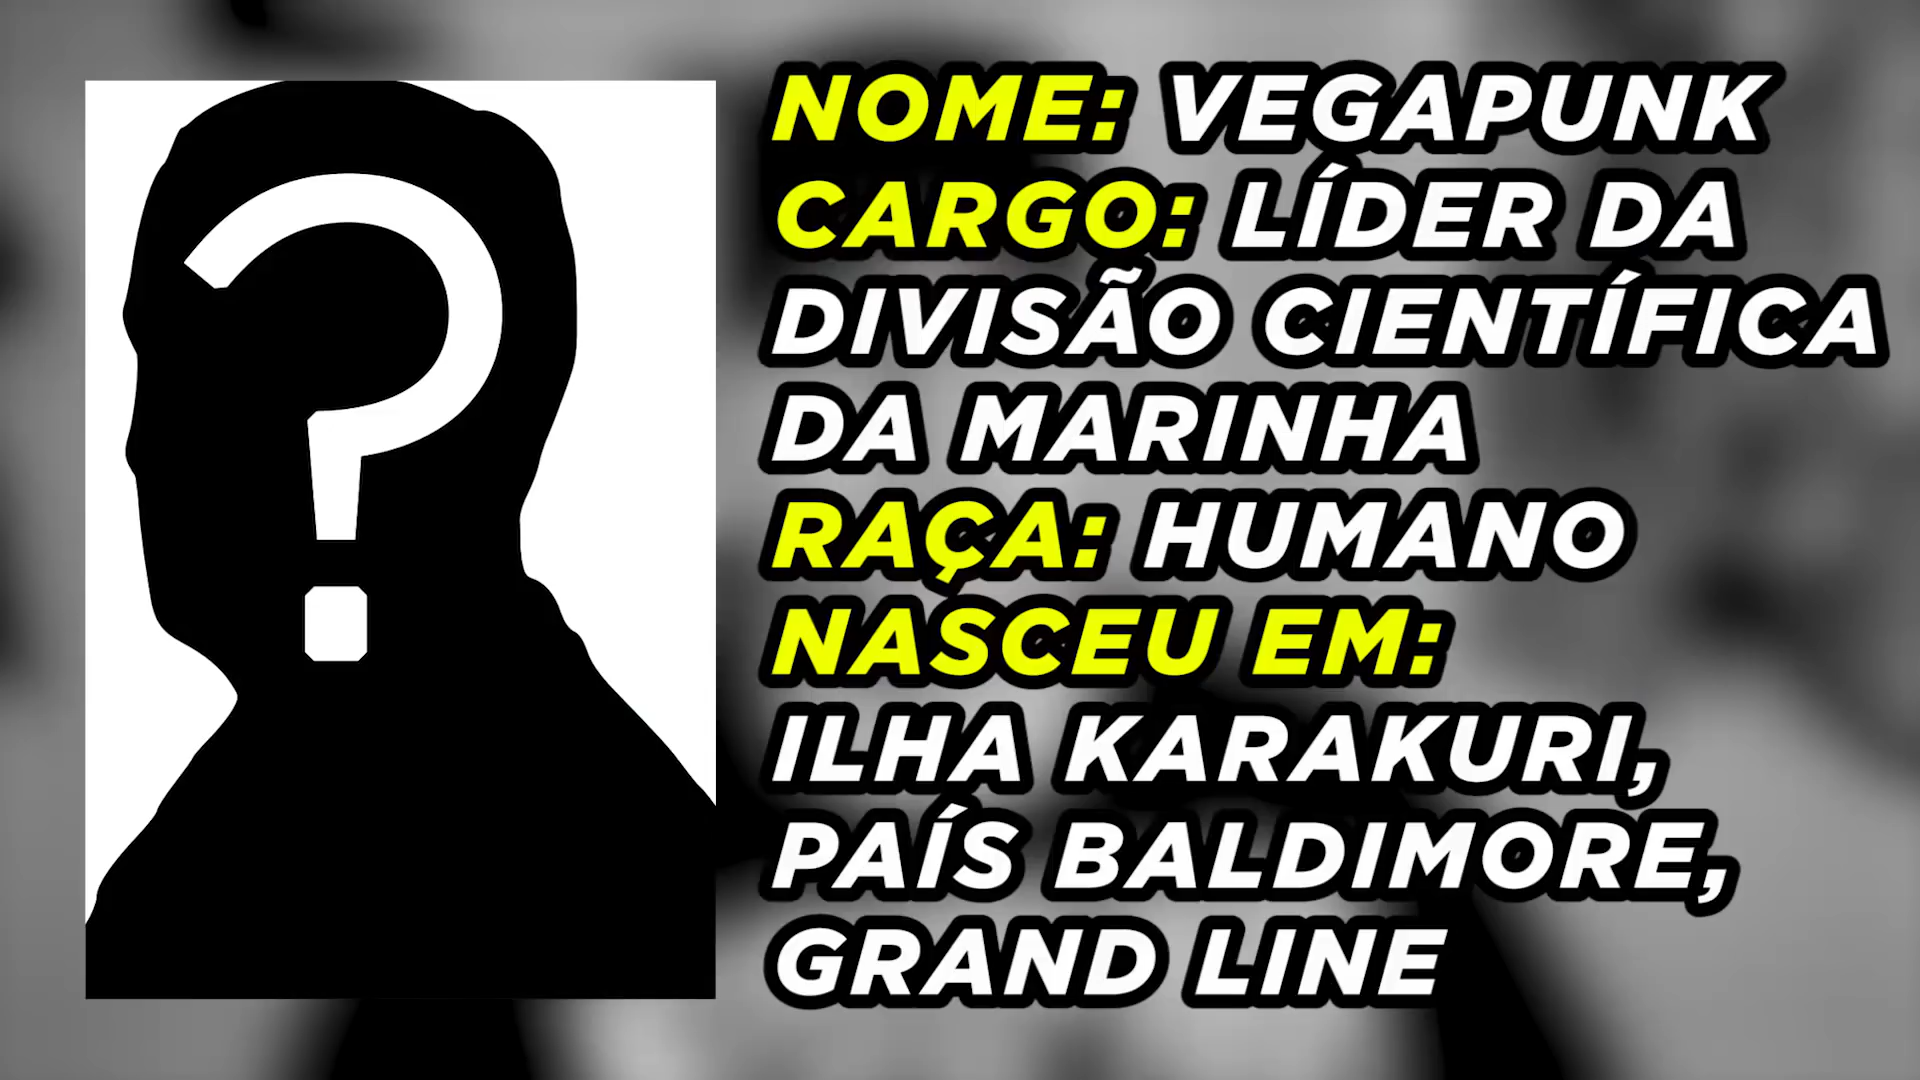 ?
NOME: VEGAPUNK
CARGO: LÍDER DA
DIVISÃO CIENTÍFICA
DA MARINHA
RAÇA: HUMANO
NASCEU EM:
ILHA KARAKURI,
PAÍS BALDIMORE,
GRAND LINE